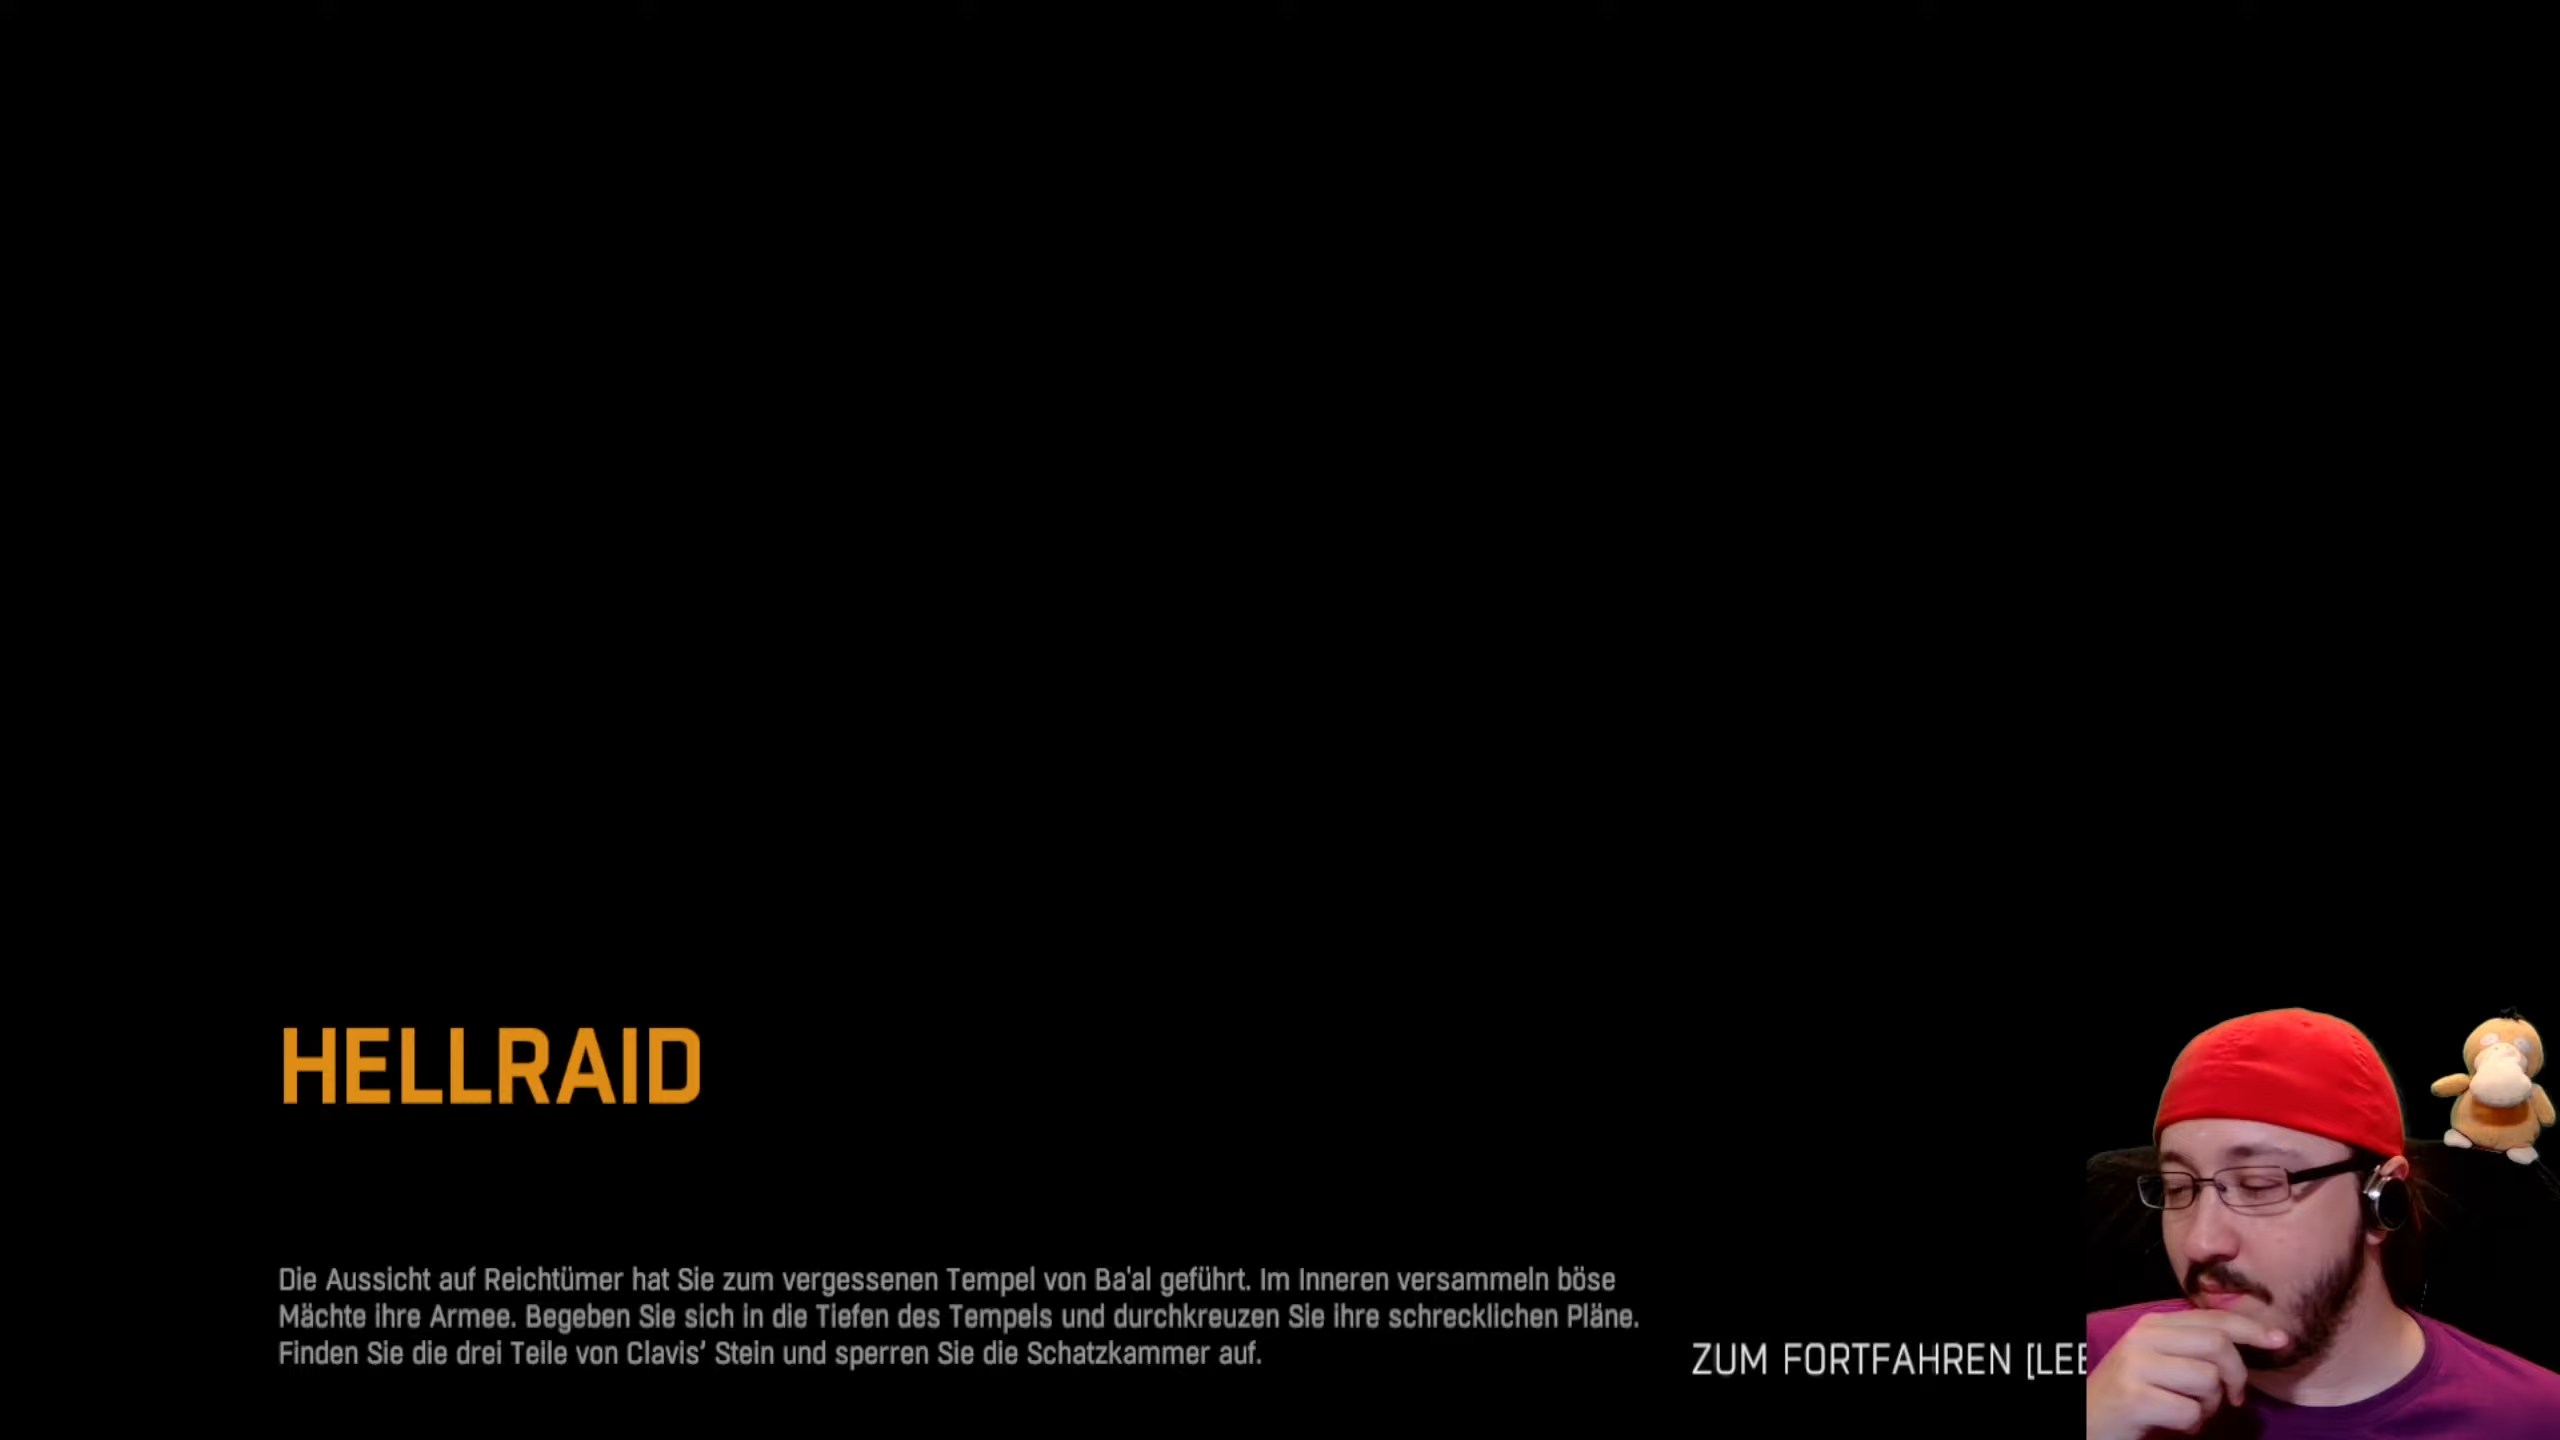 HELLRAID
Die Aussicht auf Reichtümer hat Sie zum vergessenen Tempel von Ba'al geführt. Im Inneren versammeln böse
Mächte ihre Armee. Begeben Sie sich in die Tiefen des Tempels und durchkreuzen Sie ihre schrecklichen Pläne.
Finden Sie die drei Teile von Clavis’ Stein und sperren Sie die Schatzkammer auf.
ZUM FORTFAHREN